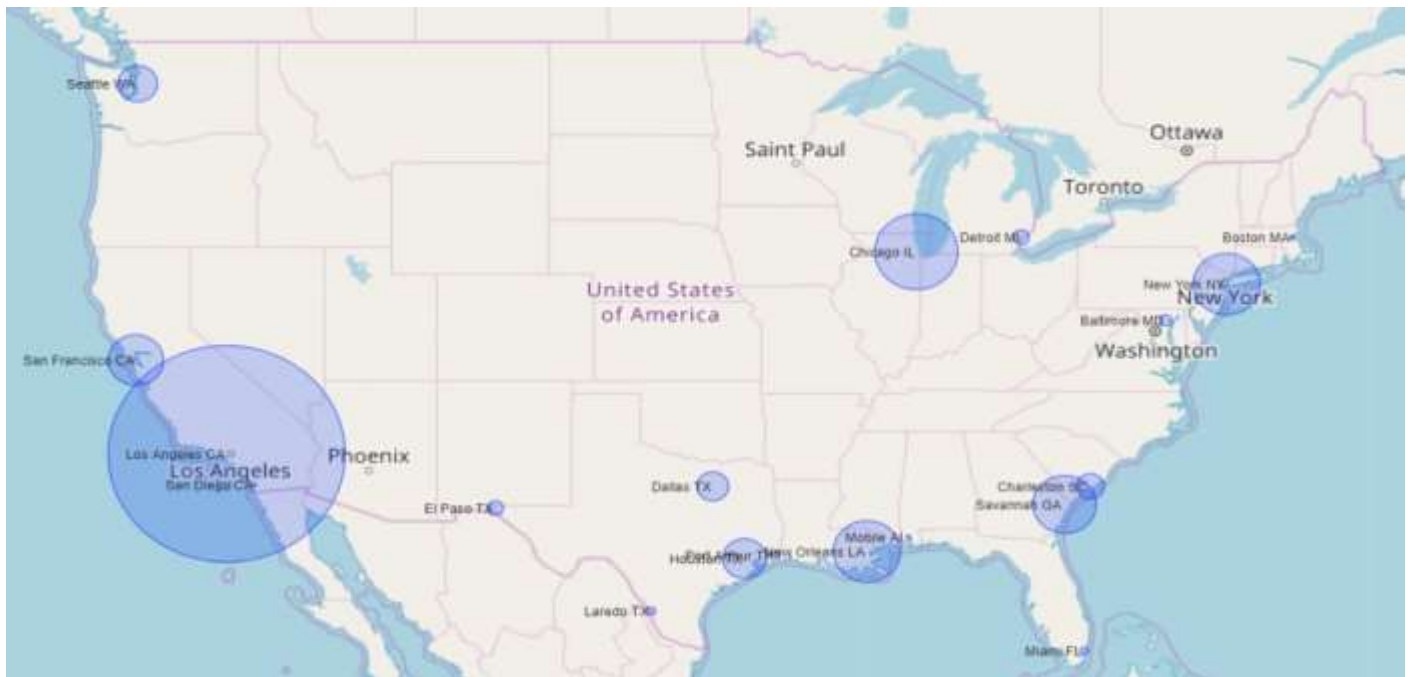 Seattle WA
Ottawa
Saint Paul
Toronto
Detroit MI
Boston MA
Chicago IL
New York NY
United States
of America
New York
Baltimore MD
Washington
San Francisco CA
Los Angeles CA
Phoenix
Los Angeles
San Diego CA
Dallas TX
Charleston SC
El Paso TX
Savannah GA
Mobile AL
New Orleans LA
Houston TX
Laredo TX
Miami FL